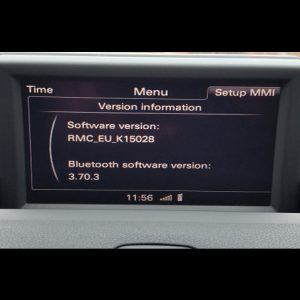 Time Menu Setup MMI
Version information
Software version:
RMC_EU_K15028
Bluetooth software version:
3.70.3
11:56